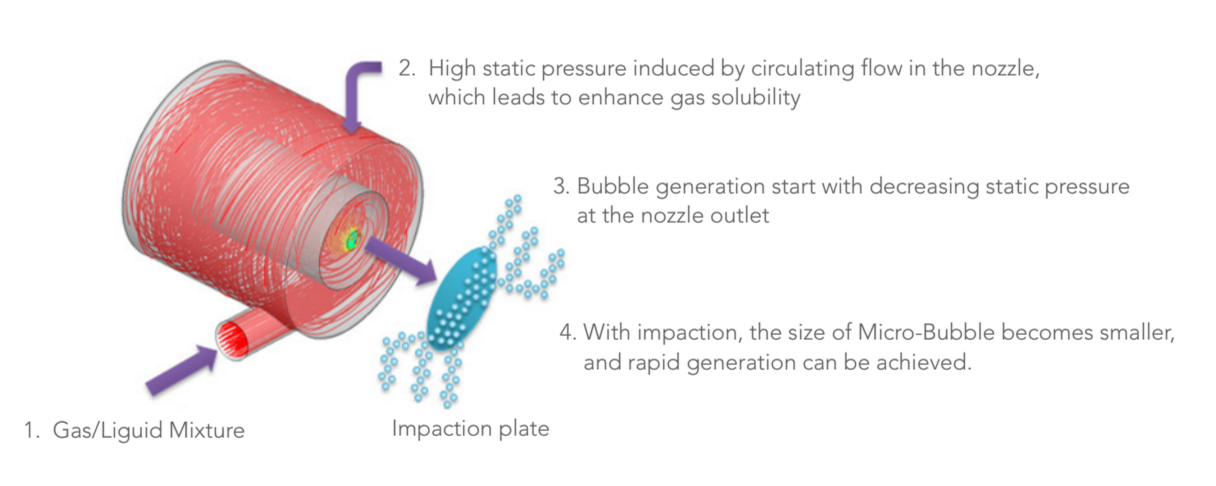 2. High static pressure induced by circulating flow in the nozzle,
which leads to enhance gas solubility
3. Bubble generation start with decreasing static pressure
at the nozzle outlet
4. With impaction, the size of Micro-Bubble becomes smaller,
and rapid generation can be achieved.
1. Gas/Liguid Mixture
Impaction plate